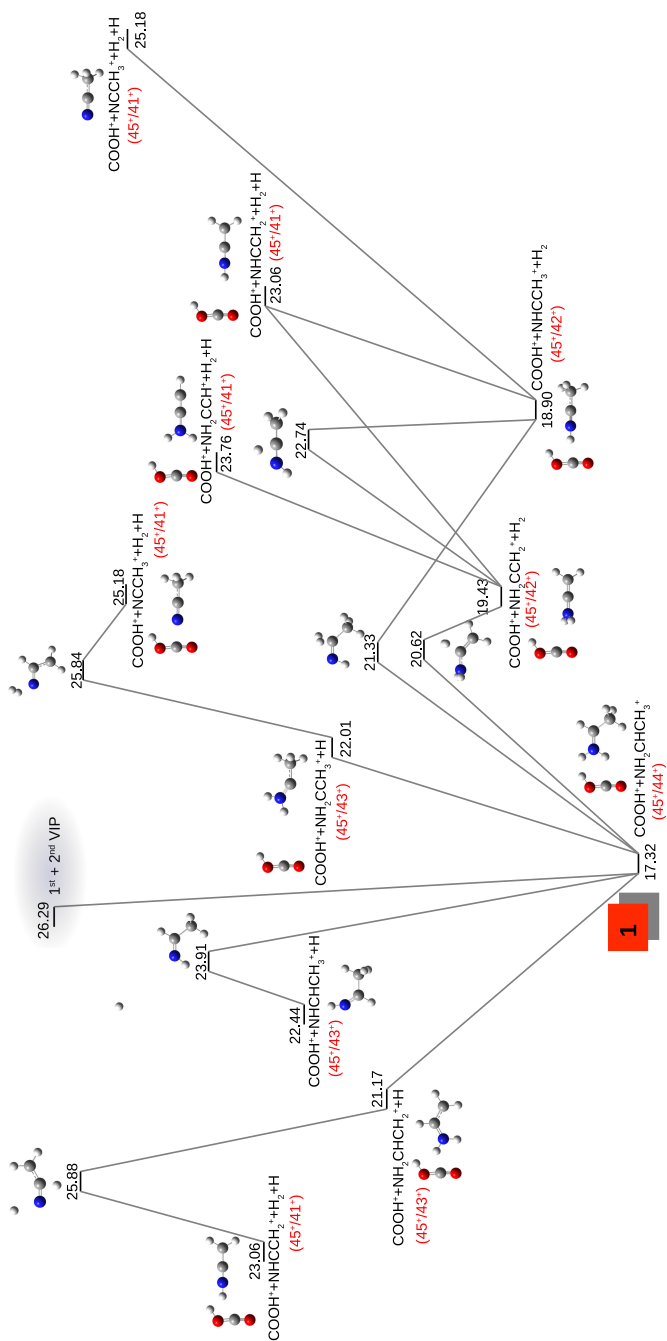 26.29 1ˢᵗ + 2ⁿᵈ VIP
25.88
25.84
25.18
COOH⁺+NCCH₃⁺+H₂+H
(45⁺/41⁺)
25.18
COOH⁺+NCCH₃⁺+H₂+H
(45⁺/41⁺)
23.91
COOH⁺+NH₂CCH⁺+H₂+H
23.76 (45⁺/41⁺)
23.06
COOH⁺+NHCCH₂⁺+H₂+H
(45⁺/41⁺)
COOH⁺+NHCCH₂⁺+H₂+H
23.06 (45⁺/41⁺)
22.44
COOH⁺+NHCHCH₃⁺+H
(45⁺/43⁺)
22.74
22.01
COOH⁺+NH₂CCH₃⁺+H
(45⁺/43⁺)
21.33
21.17
COOH⁺+NH₂CHCH₂⁺+H
(45⁺/43⁺)
20.62
19.43
COOH⁺+NH₂CCH₂⁺+H₂
(45⁺/42⁺)
COOH⁺+NHCCH₃⁺+H₂
18.90 (45⁺/42⁺)
1
17.32
COOH⁺+NH₂CHCH₃⁺
(45⁺/44⁺)